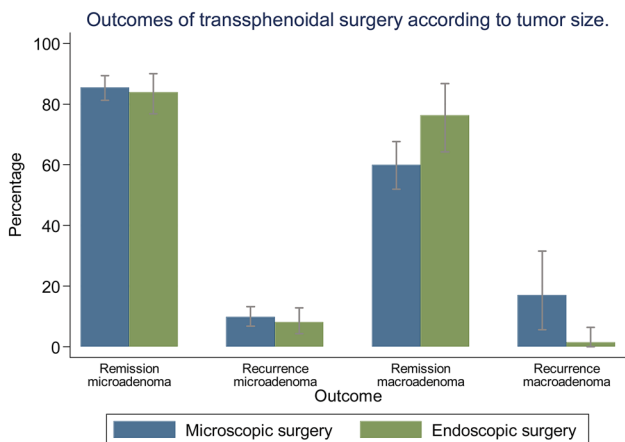 Outcomes of transsphenoidal surgery according to tumor size.
100
80
60
40
20
0
Percentage
Remission
microadenoma
Recurrence
microadenoma
Remission
macroadenoma
Recurrence
macroadenoma
Outcome
Microscopic surgery
Endoscopic surgery